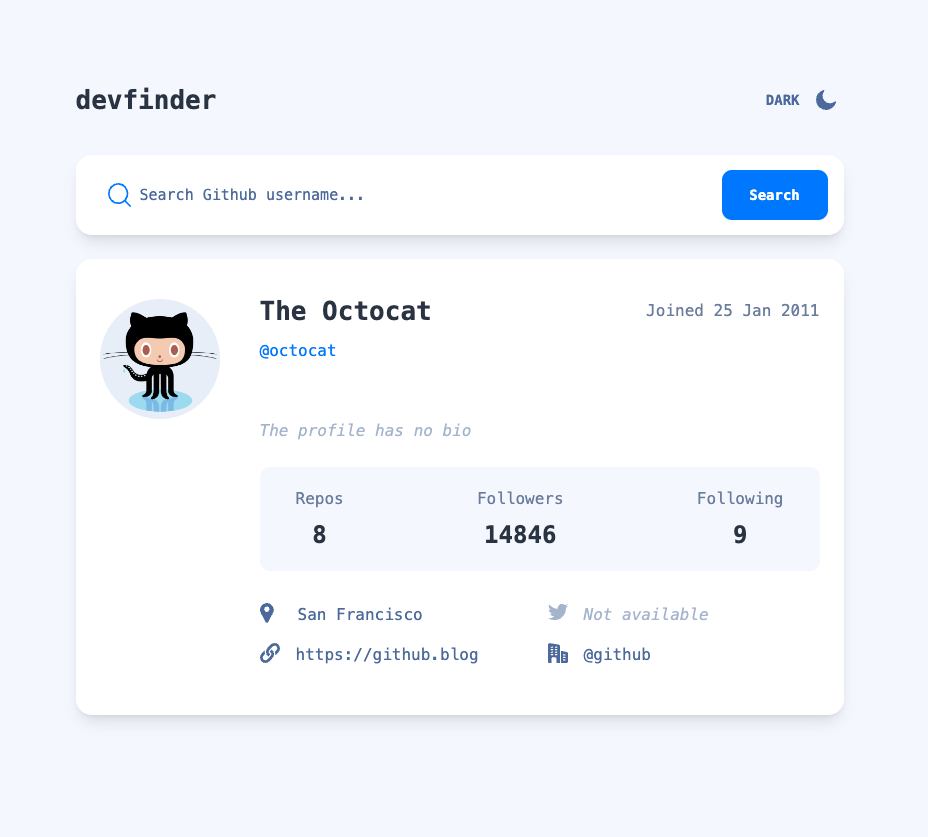 devfinder
DARK
Search Github username...
Search
The Octocat
Joined 25 Jan 2011
@octocat
The profile has no bio
Repos
Followers
Following
8
14846
9
San Francisco
Not available
https://github.blog
@github